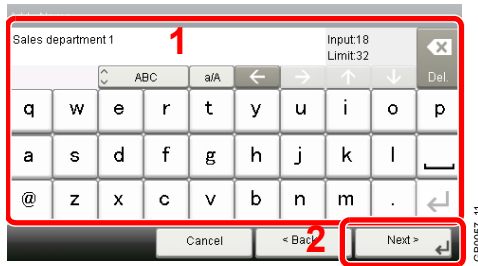 Sales department 1
1
Input:18
Limit:32
ABC
a/A
Del.
q w e r t y u i o p
a s d f g h j k l
@ z x c v b n m .
Cancel
< Back
2
Next >